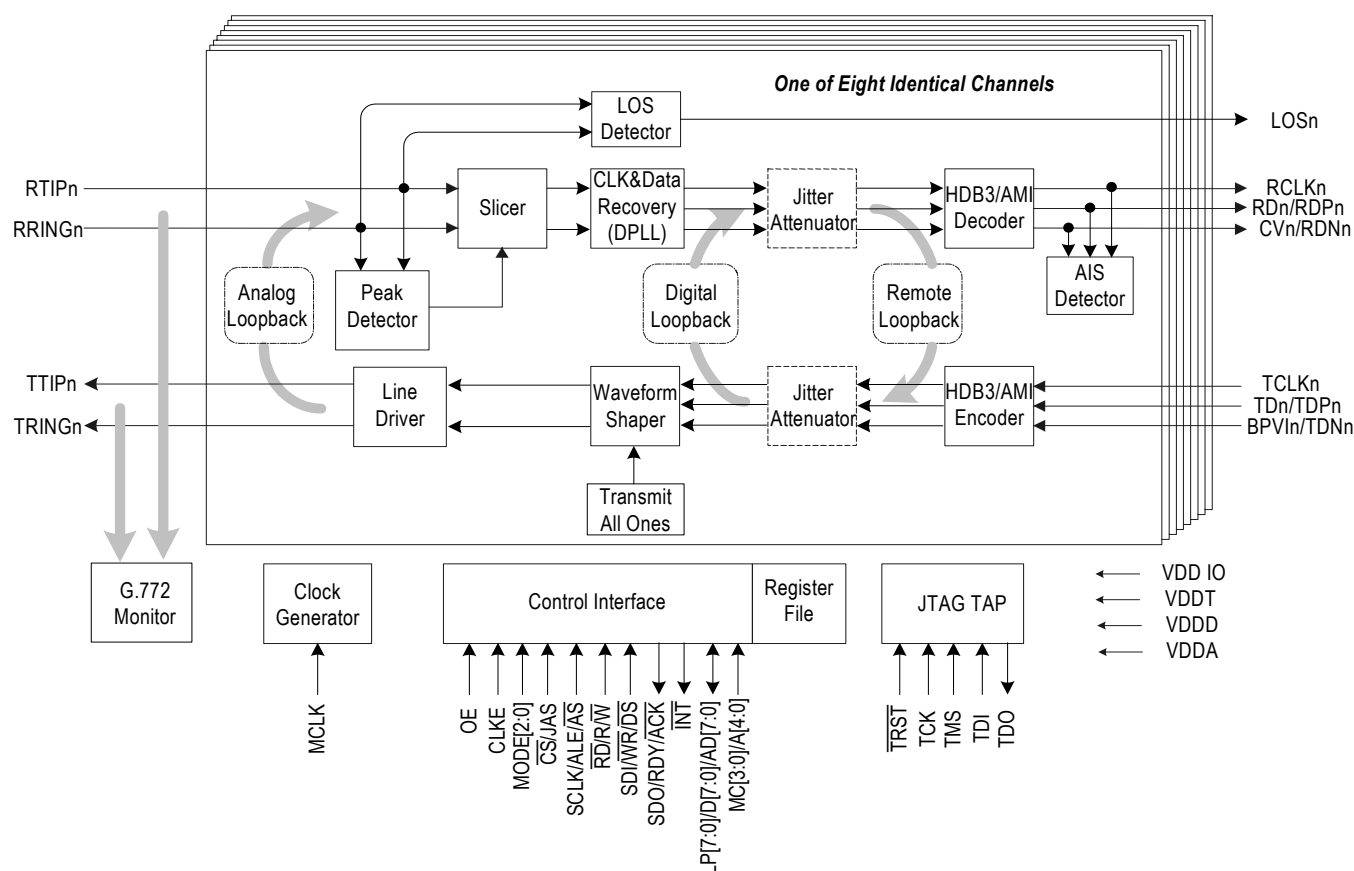 One of Eight Identical Channels
LOS
Detector
LOSn
RTIPn
RRINGn
Slicer
CLK&Data
Recovery
(DPLL)
Jitter
Attenuator
HDB3/AMI
Decoder
RCLKn
RDn/RDPn
CVn/RDNn
Analog
Loopback
Peak
Detector
Digital
Loopback
Remote
Loopback
AIS
Detector
TTIPn
TRINGn
Line
Driver
Waveform
Shaper
Jitter
Attenuator
HDB3/AMI
Encoder
TCLKn
TDn/TDPn
BPVIn/TDNn
Transmit
All Ones
G.772
Monitor
Clock
Generator
Control Interface
Register
File
JTAG TAP
VDD IO
VDDT
VDDD
VDDA
MCLK
OE
CLKE
MODE[2:0]
CS/JAS
SCLK/ALE/AS
RD/R/W
SDI/WR/DS
SDO/RDY/ACK
INT
LP[7:0]/D[7:0]/AD[7:0]
MC[3:0]/A[4:0]
TRST
TCK
TMS
TDI
TDO